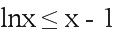 lnx ≤ x - 1